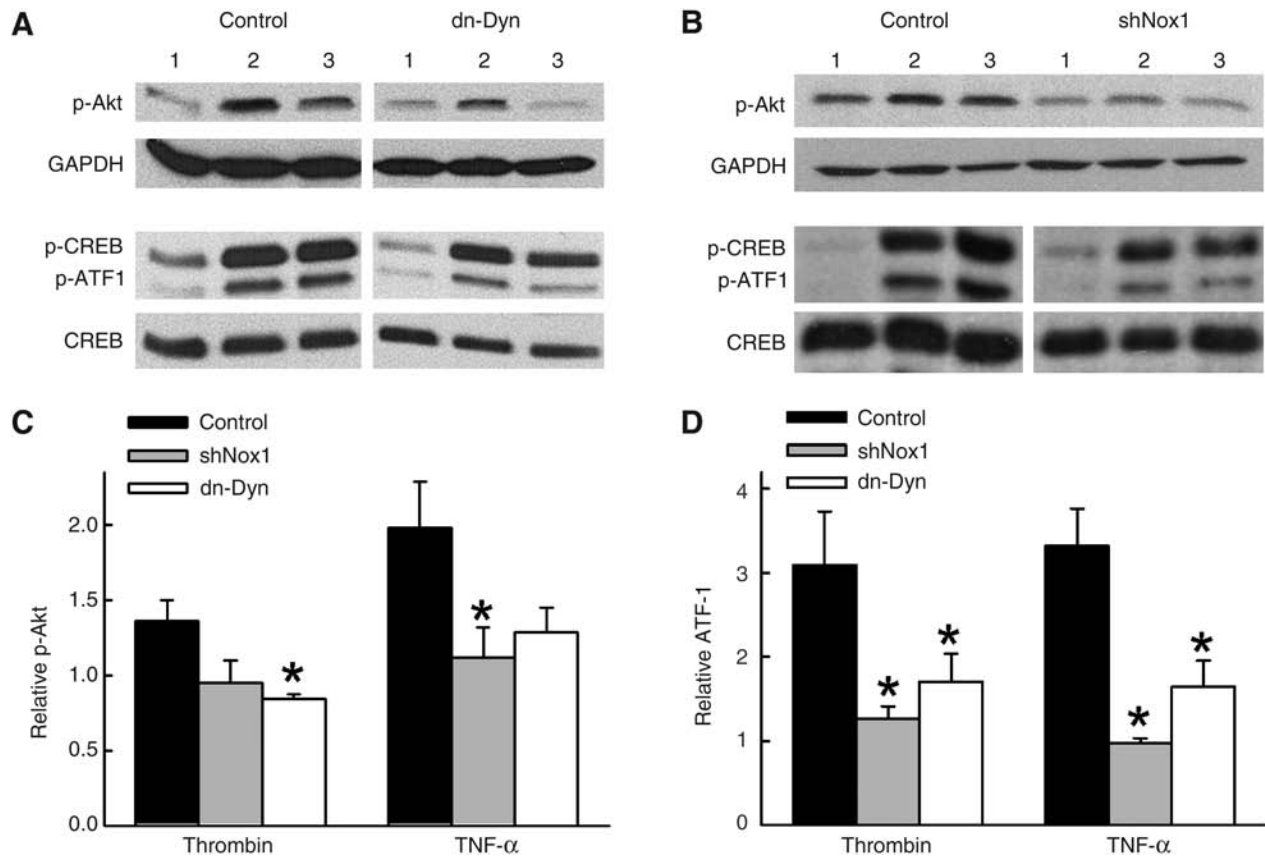 A Control dn-Dyn
1 2 3 1 2 3
p-Akt
GAPDH
p-CREB
p-ATF1
CREB
B Control shNox1
1 2 3 1 2 3
p-Akt
GAPDH
p-CREB
p-ATF1
CREB
C
Control
shNox1
dn-Dyn
Relative p-Akt
2.0
1.5
1.0
0.5
0.0
* *
Thrombin TNF-α
D
Control
shNox1
dn-Dyn
Relative ATF-1
4
3
2
1
0
* * * *
Thrombin TNF-α